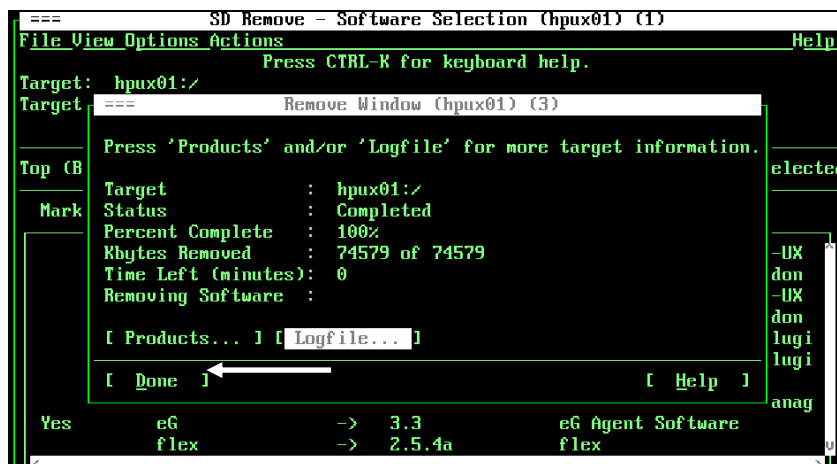 === SD Remove - Software Selection (hpux01) (1)
File View Options Actions Help
Press CTRL-K for keyboard help.
Target: hpux01:/
Target
=== Remove Window (hpux01) (3)
Press 'Products' and/or 'Logfile' for more target information.
Top (B elected
Target : hpux01:/
Mark Status : Completed
Percent Complete : 100%
Kbytes Removed : 74579 of 74579 -UX
Time Left (minutes): 0 don
Removing Software : -UX
don
[ Products... ] [ Logfile... ] lugi
lugi
[ Done ] [ Help ]
anag
Yes eG -> 3.3 eG Agent Software
flex -> 2.5.4a flex